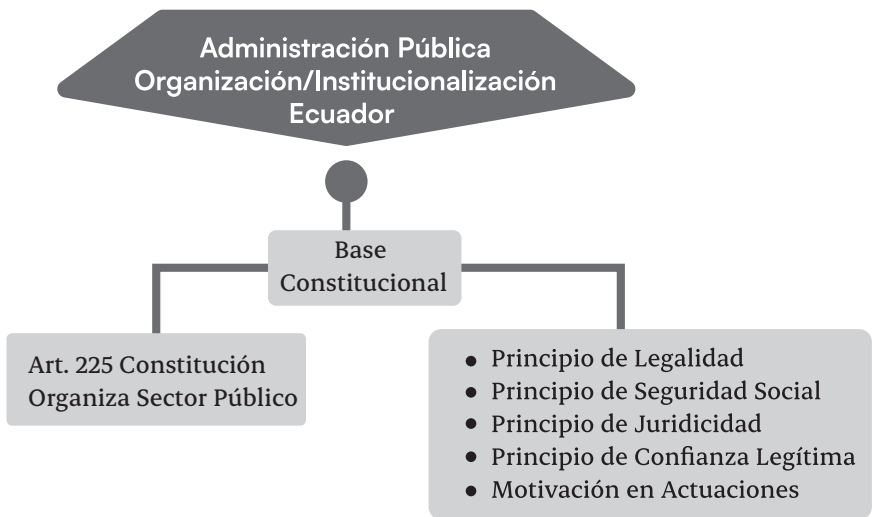 Administración Pública
Organización/Institucionalización
Ecuador
Base
Constitucional
Art. 225 Constitución
Organiza Sector Público
• Principio de Legalidad
• Principio de Seguridad Social
• Principio de Juridicidad
• Principio de Confianza Legítima
• Motivación en Actuaciones